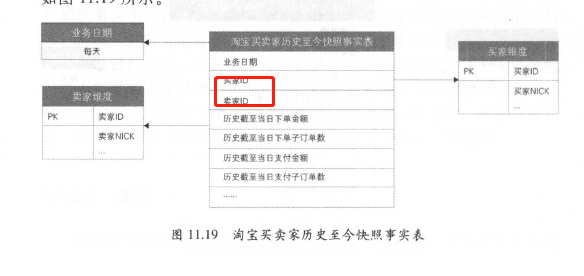 如图 11.19 所示。
业务日期
每天
卖家维度
PK 卖家ID
卖家NICK
...
淘宝买卖家历史至今快照事实表
业务日期
买家ID
卖家ID
历史截至当日下单金额
历史截至当日下单子订单数
历史截至当日支付金额
历史截至当日支付子订单数
......
买家维度
PK 买家ID
买家NICK
...
图 11.19 淘宝买卖家历史至今快照事实表